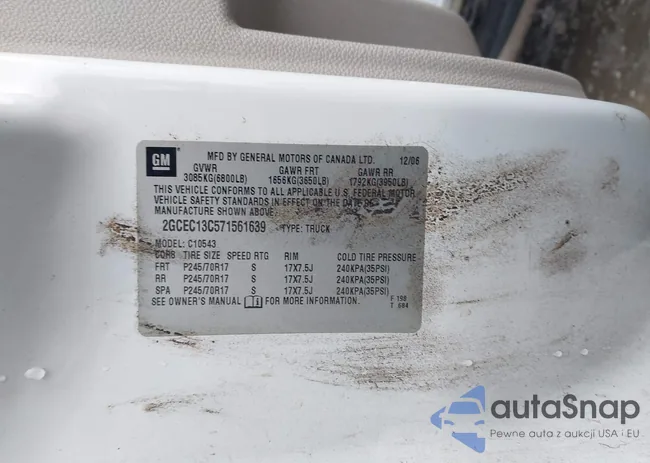 GM
MFD BY GENERAL MOTORS OF CANADA LTD. 12/06
GVWR GAWR FRT GAWR RR
3085KG(6800LB) 1656KG(3650LB) 1792KG(3950LB)
THIS VEHICLE CONFORMS TO ALL APPLICABLE U.S. FEDERAL MOTOR
VEHICLE SAFETY STANDARDS IN EFFECT ON THE DATE OF
MANUFACTURE SHOWN ABOVE.
2GCEC13C571561639 TYPE: TRUCK
MODEL: C10543
CORS TIRE SIZE SPEED RTG RIM COLD TIRE PRESSURE
FRT P245/70R17 S 17X7.5J 240KPA(35PSI)
RR P245/70R17 S 17X7.5J 240KPA(35PSI)
SPA P245/70R17 S 17X7.5J 240KPA(35PSI)
SEE OWNER'S MANUAL FOR MORE INFORMATION.
F 198
T 684
autaSnap
Pewne auta z aukcji USA i EU